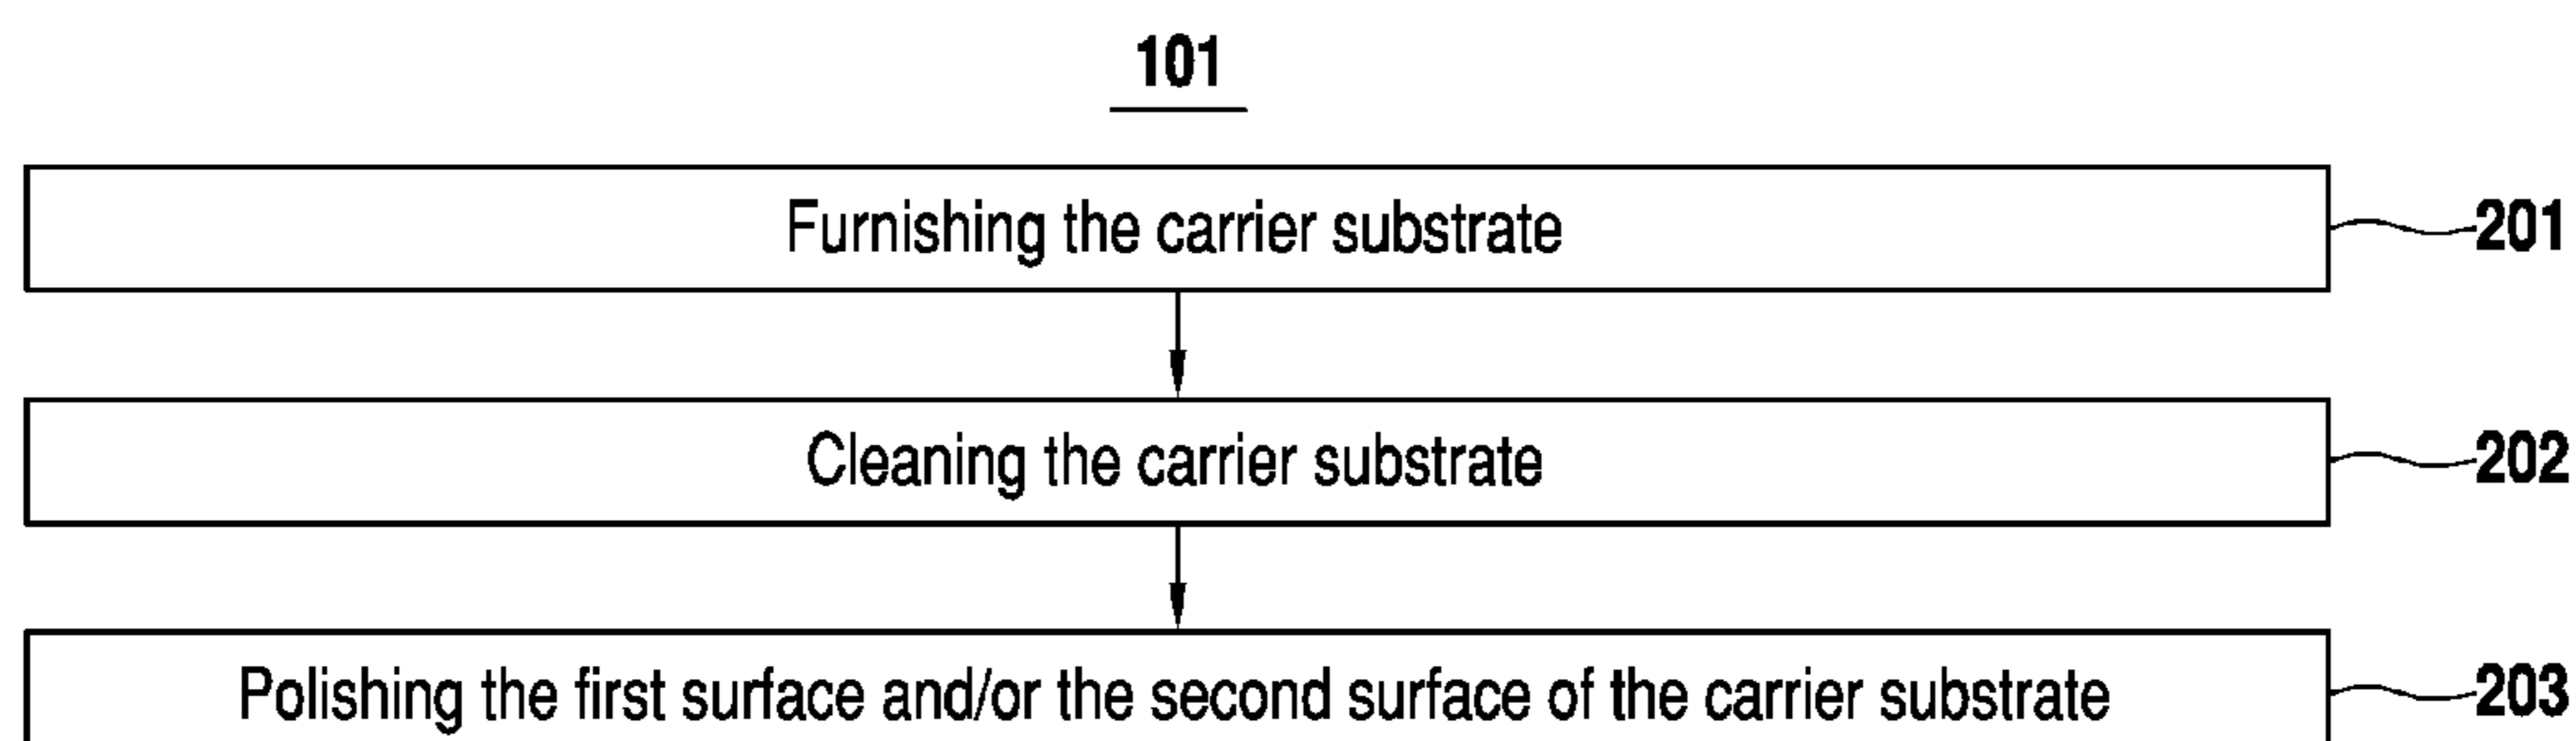 101
Furnishing the carrier substrate 201
Cleaning the carrier substrate 202
Polishing the first surface and/or the second surface of the carrier substrate 203